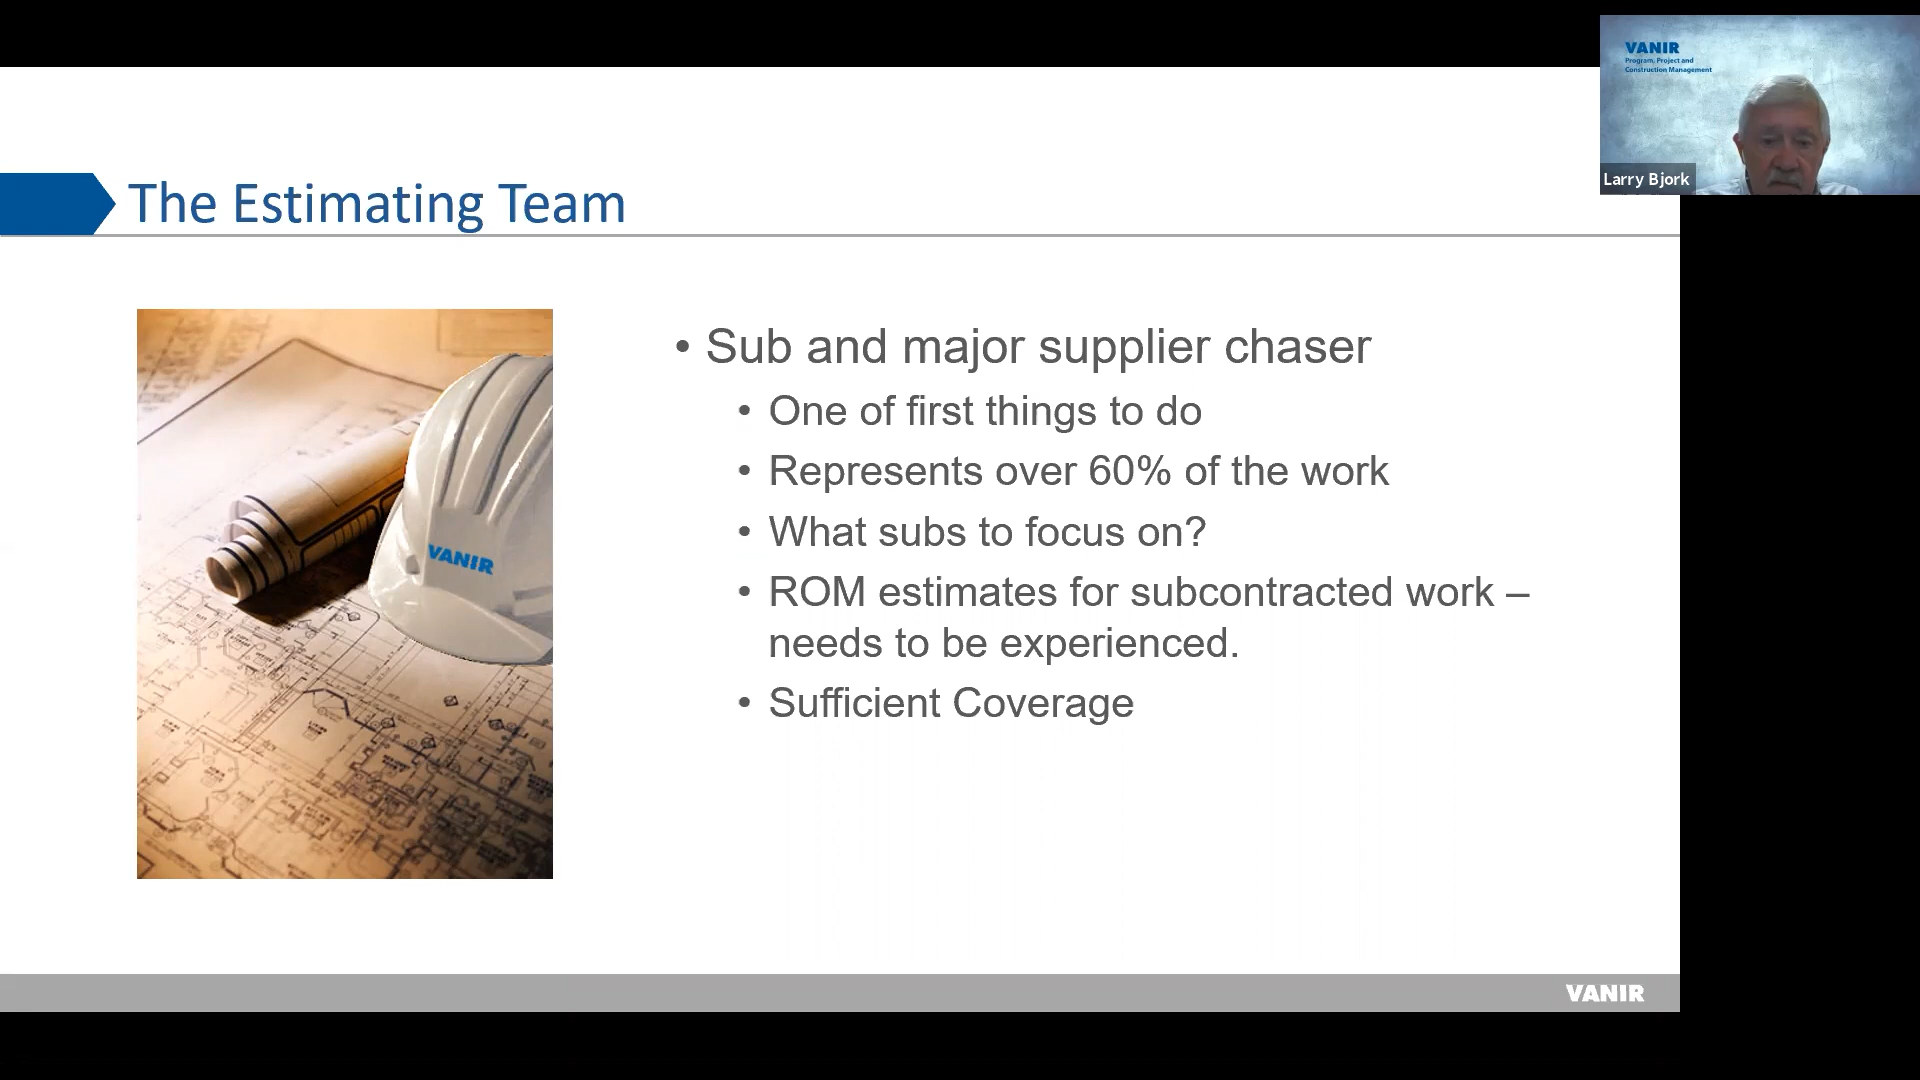 VANIR
Program, Project and
Construction Management
Larry Bjork
The Estimating Team
• Sub and major supplier chaser
• One of first things to do
• Represents over 60% of the work
• What subs to focus on?
• ROM estimates for subcontracted work –
needs to be experienced.
• Sufficient Coverage
VANIR
VANIR